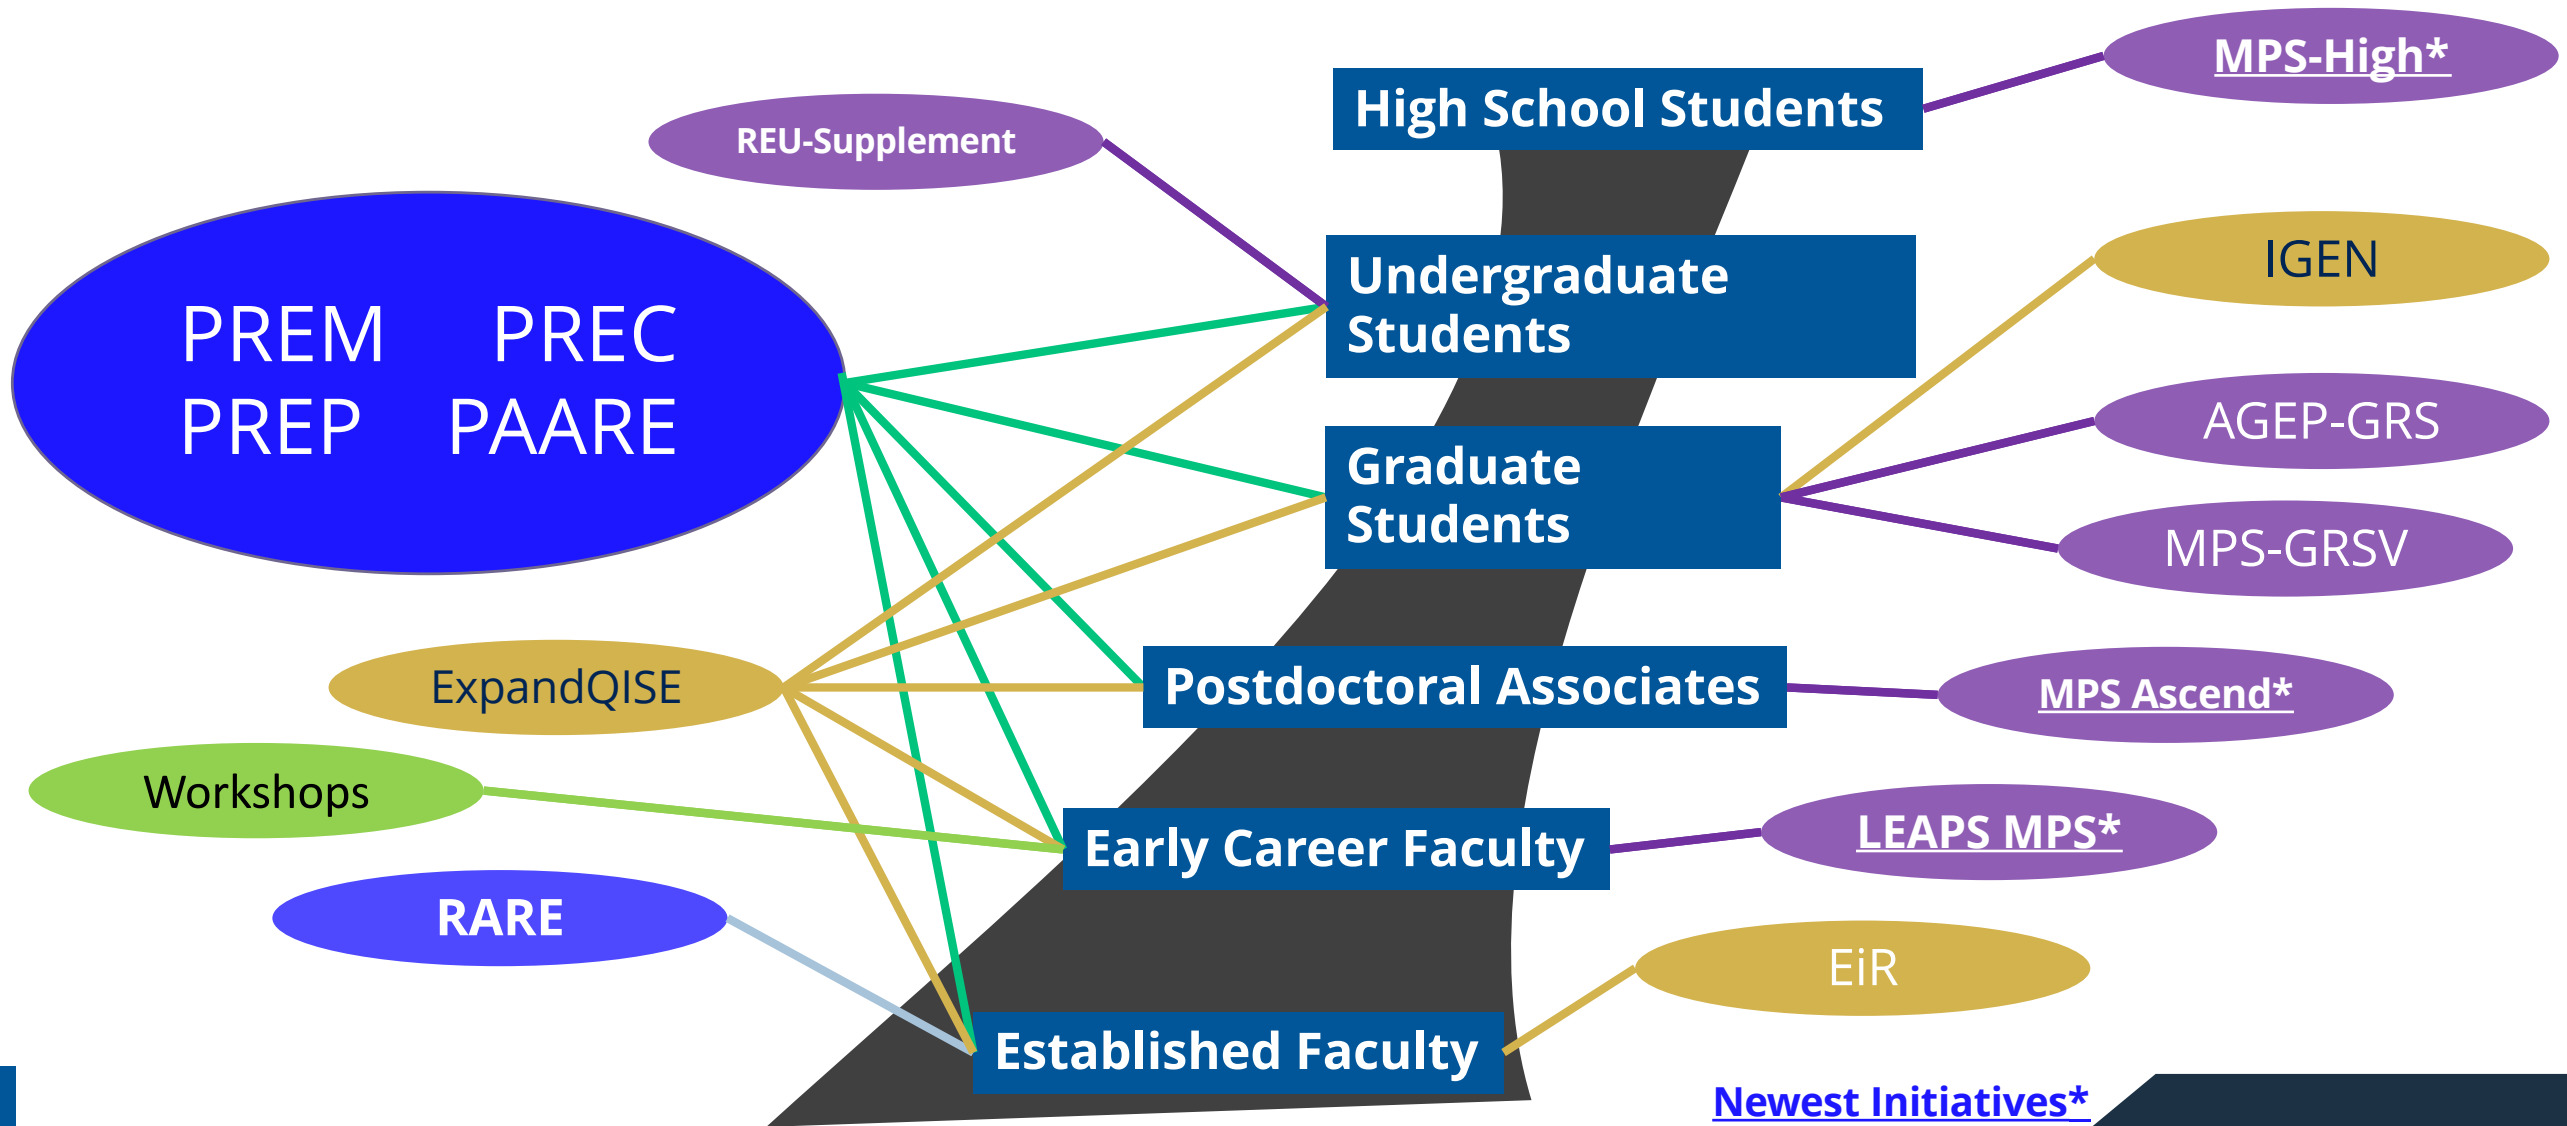 MPS-High*
High School Students
REU-Supplement
Undergraduate
Students
IGEN
PREM PREC
PREP PAARE
Graduate
Students
AGEP-GRS
MPS-GRSV
ExpandQISE
Postdoctoral Associates
MPS Ascend*
Workshops
Early Career Faculty
LEAPS MPS*
RARE
EiR
Established Faculty
Newest Initiatives*